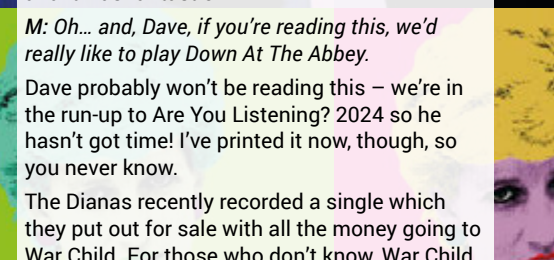 M: Oh… and, Dave, if you're reading this, we'd
really like to play Down At The Abbey.
Dave probably won't be reading this – we're in
the run-up to Are You Listening? 2024 so he
hasn't got time! I've printed it now, though, so
you never know.
The Dianas recently recorded a single which
they put out for sale with all the money going to
War Child. For those who don't know, War Child